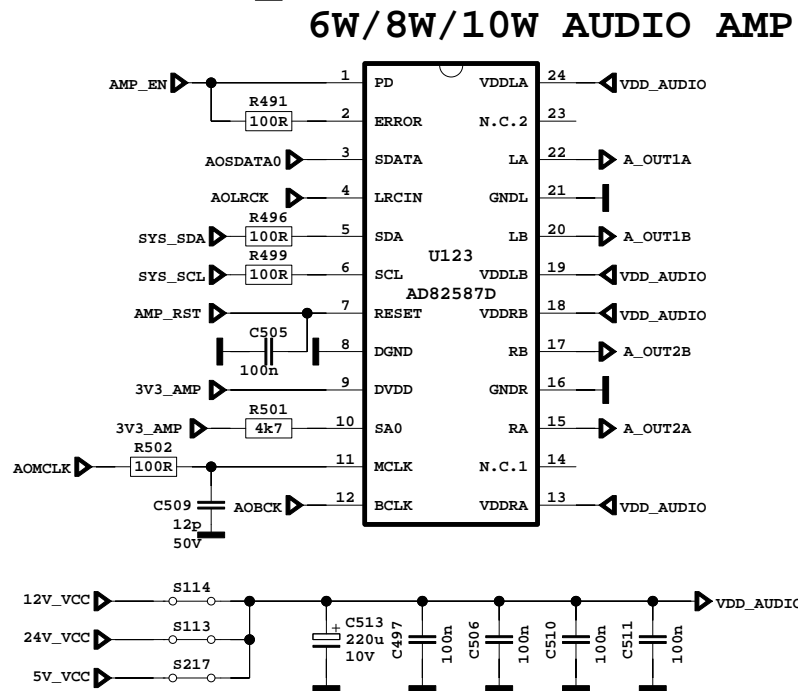 6W/8W/10W AUDIO AMP
AMP_EN 1 PD VDDLA 24 VDD_AUDIO
R491
100R 2 ERROR N.C.2 23
AOSDATA0 3 SDATA LA 22 A_OUT1A
AOLRCK 4 LRCIN GNDL 21
R496
SYS_SDA 100R 5 SDA LB 20 A_OUT1B
R499
U123
SYS_SCL 100R 6 SCL VDDLB 19 VDD_AUDIO
AD82587D
AMP_RST 7 RESET VDDRB 18 VDD_AUDIO
C505
100n
8 DGND RB 17 A_OUT2B
3V3_AMP 9 DVDD GNDR 16
R501
3V3_AMP 4k7 10 SA0 RA 15 A_OUT2A
R502
AOMCLK 100R 11 MCLK N.C.1 14
C509
12p
50V
AOBCK 12 BCLK VDDRA 13 VDD_AUDIO
12V_VCC S114 VDD_AUDIO
24V_VCC S113
5V_VCC S217
+
C513
220u
10V
C497 100n
C506 100n
C510 100n
C511 100n